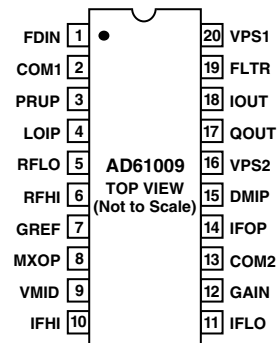 FDIN 1 20 VPS1
COM1 2 19 FLTR
PRUP 3 18 IOUT
LOIP 4 17 QOUT
RFLO 5 AD61009 16 VPS2
TOP VIEW
RFHI 6 (Not to Scale) 15 DMIP
GREF 7 14 IFOP
MXOP 8 13 COM2
VMID 9 12 GAIN
IFHI 10 11 IFLO